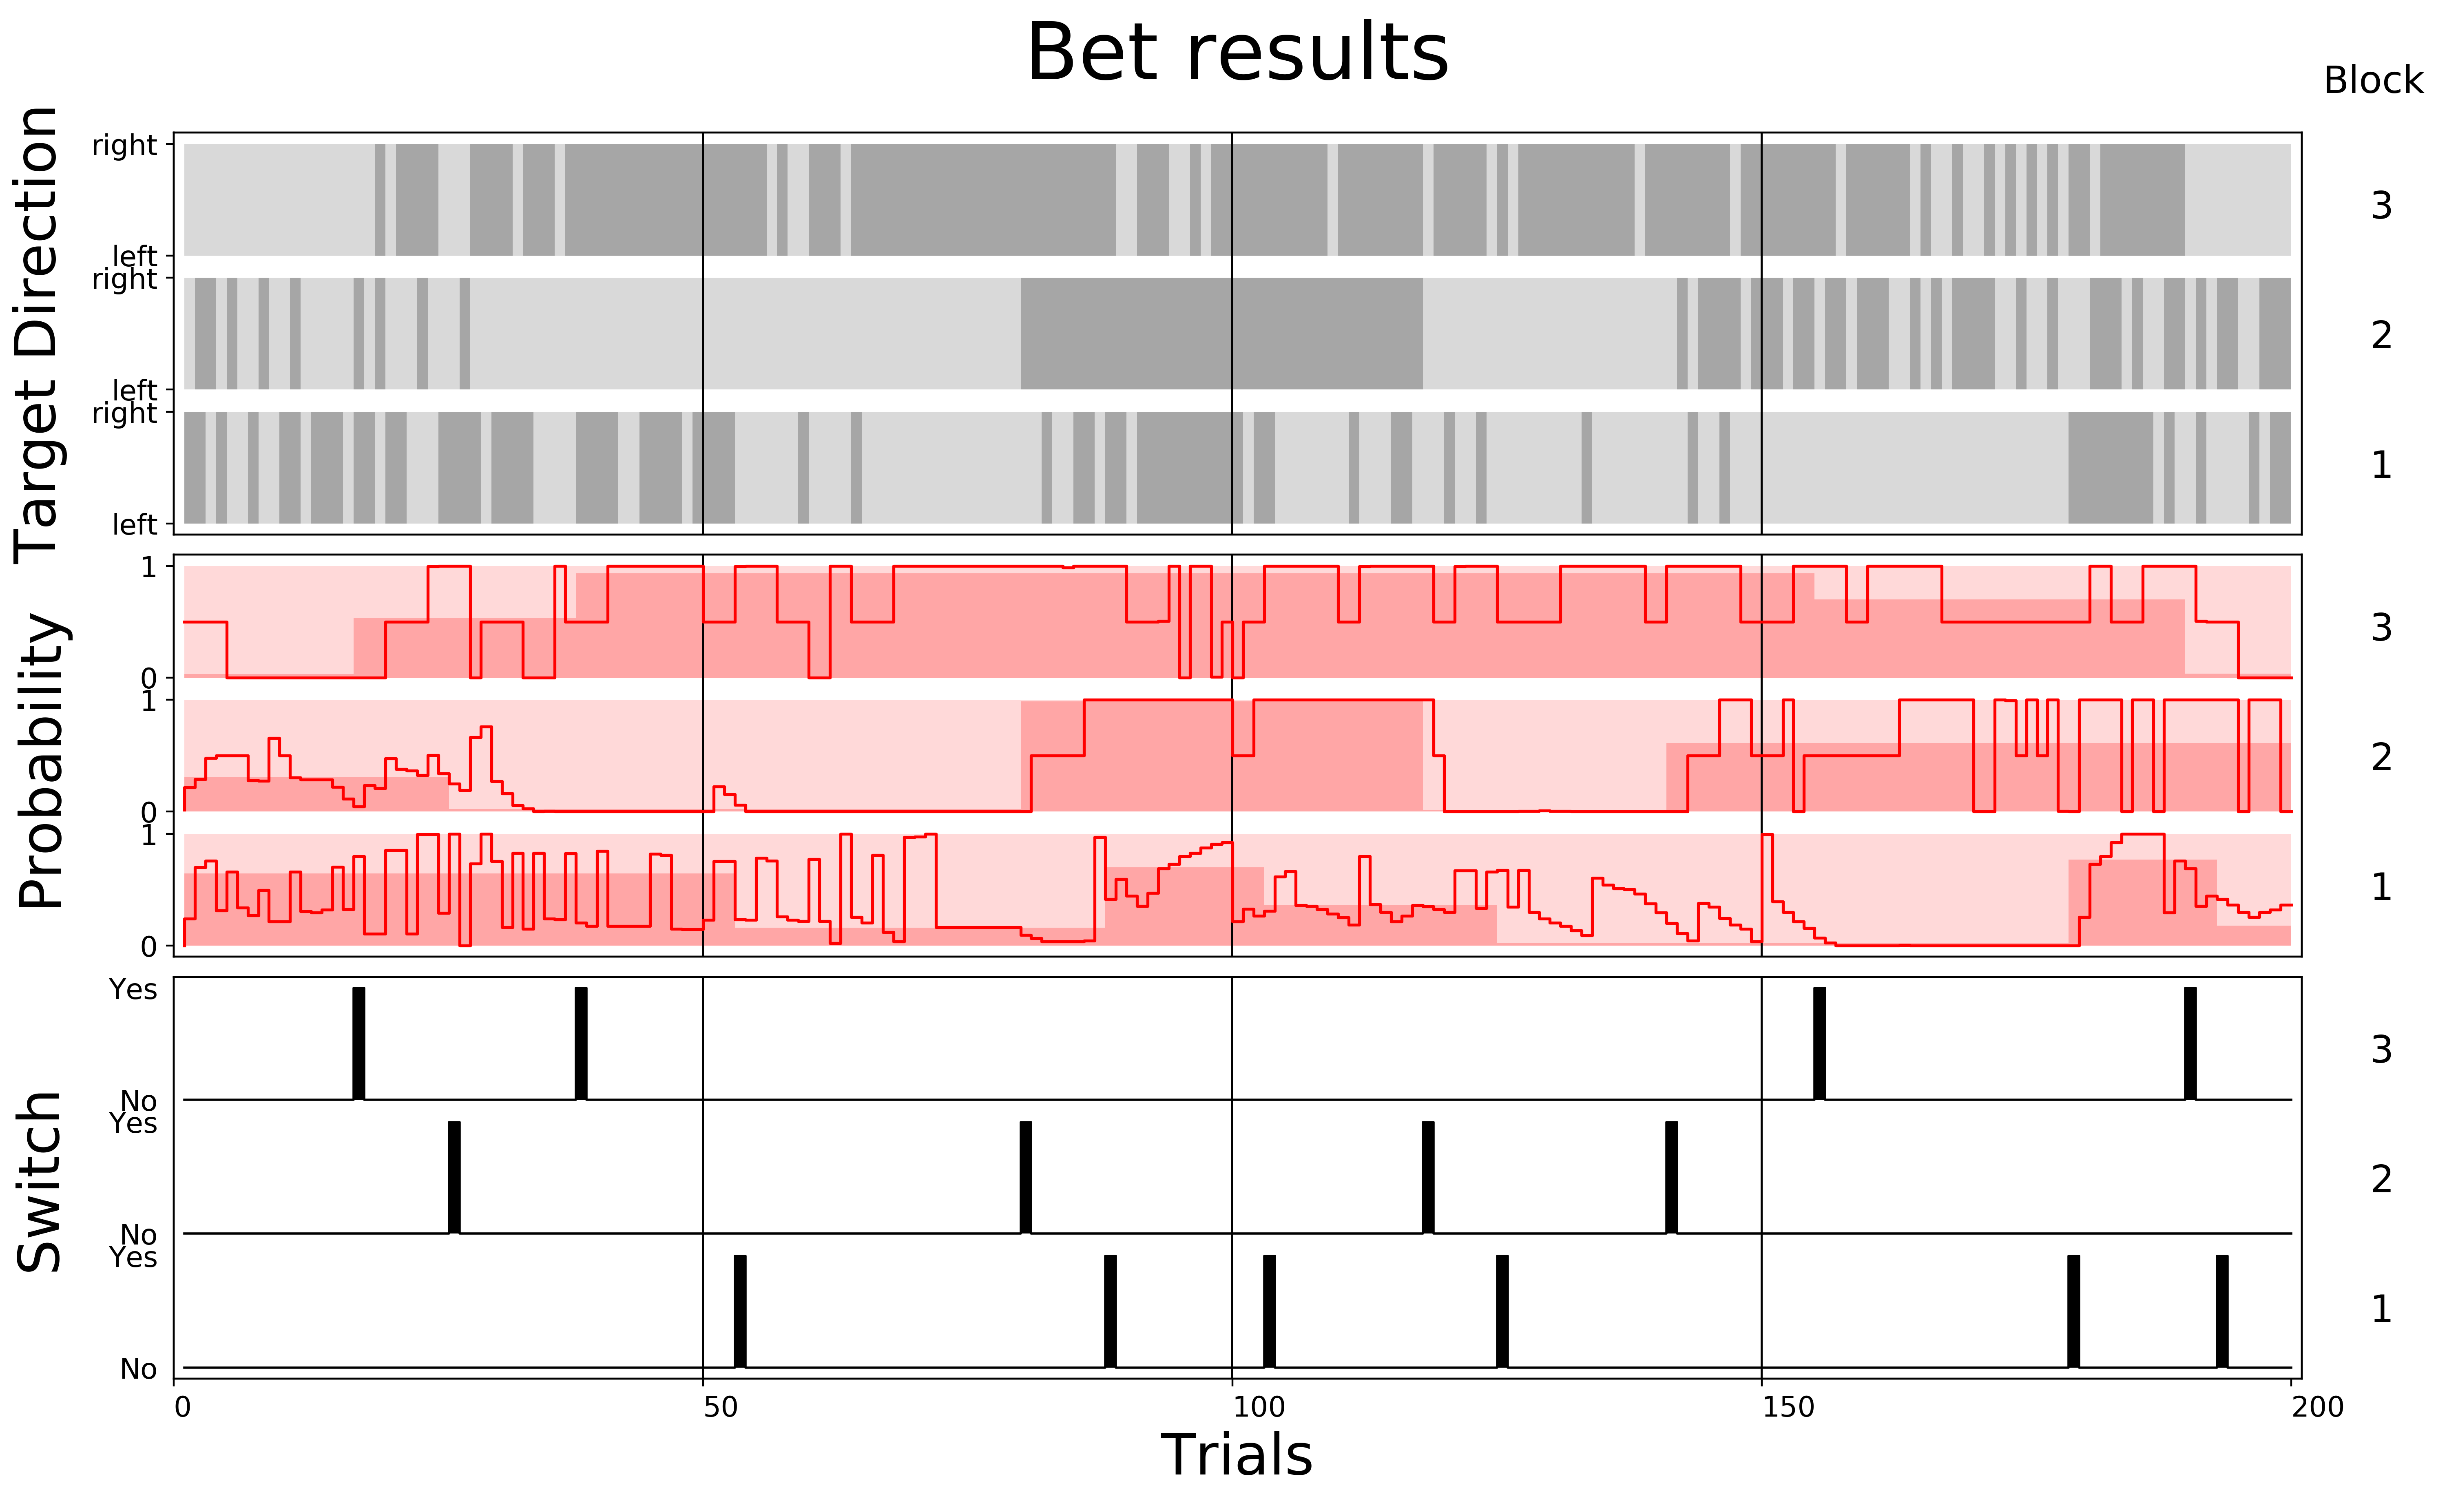 Bet results
Block
Target Direction
right
left
right
left
right
left
3
2
1
Probability
1
0
1
0
1
0
3
2
1
Switch
Yes
No
Yes
No
Yes
No
3
2
1
0 50 100 150 200
Trials